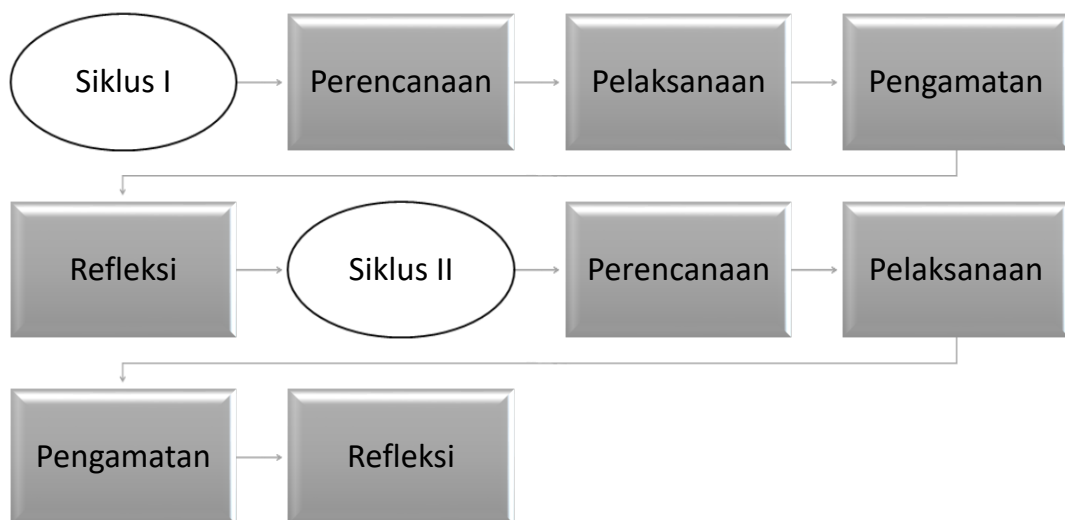 Siklus I
Perencanaan
Pelaksanaan
Pengamatan
Refleksi
Siklus II
Perencanaan
Pelaksanaan
Pengamatan
Refleksi